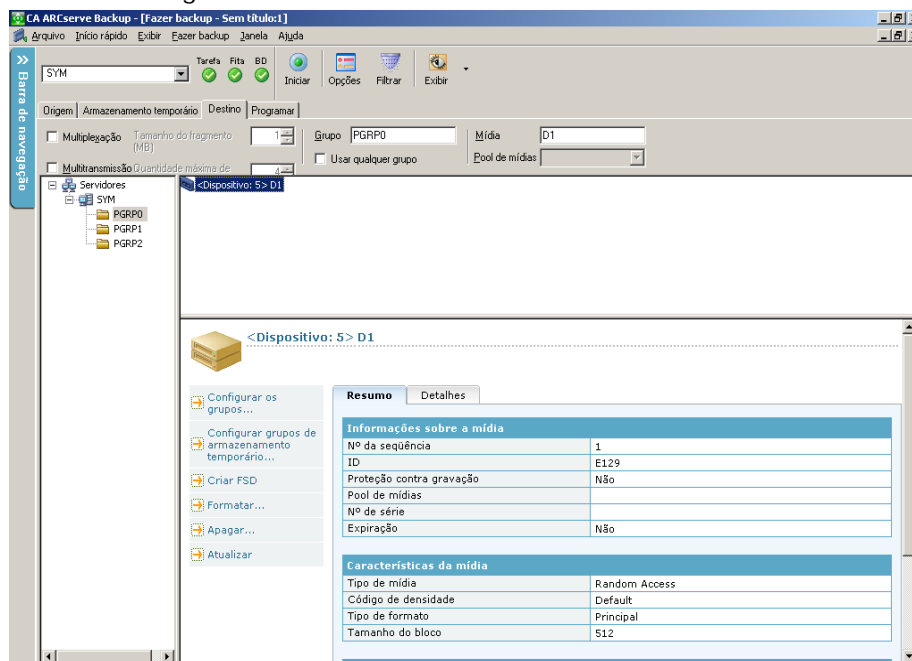 CA ARCserve Backup - [Fazer backup - Sem título:1]
Arquivo Início rápido Exibir Fazer backup Janela Ajuda
Barra de navegação
SYM
Tarefa Fita BD
Iniciar Opções Filtrar Exibir
Origem Armazenamento temporário Destino Programar
Multiplexação Tamanho do fragmento (MB) 1
Grupo PGRP0
Mídia D1
Usar qualquer grupo
Pool de mídias
Multitransmissão Quantidade máxima de 4
Servidores
SYM
PGRP0
PGRP1
PGRP2
<Dispositivo: 5> D1
<Dispositivo: 5> D1
Configurar os
grupos...
Configurar grupos de
armazenamento
temporário...
Criar FSD
Formatar...
Apagar...
Atualizar
Resumo Detalhes
Informações sobre a mídia
Nº da seqüência 1
ID E129
Proteção contra gravação Não
Pool de mídias
Nº de série
Expiração Não
Características da mídia
Tipo de mídia Random Access
Código de densidade Default
Tipo de formato Principal
Tamanho do bloco 512